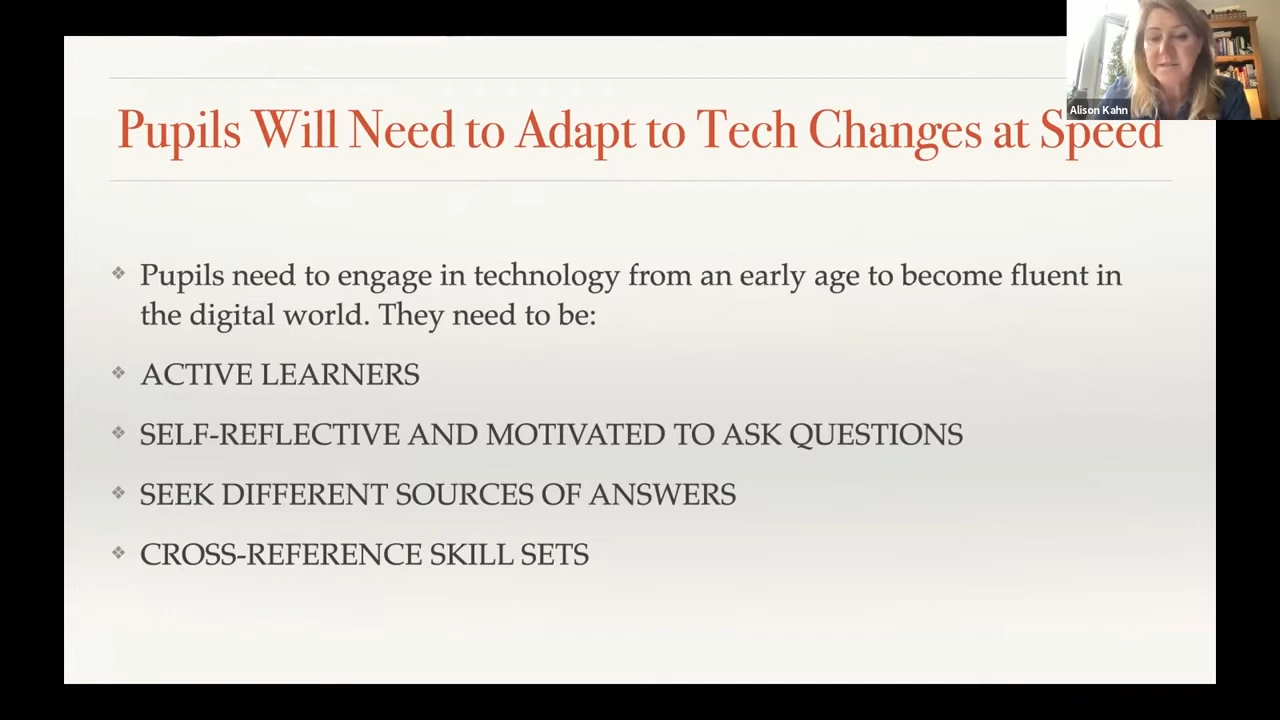 Pupils Will Need to Adapt to Tech Changes at Speed
Alison Kahn
Pupils need to engage in technology from an early age to become fluent in
the digital world. They need to be:
ACTIVE LEARNERS
SELF-REFLECTIVE AND MOTIVATED TO ASK QUESTIONS
SEEK DIFFERENT SOURCES OF ANSWERS
CROSS-REFERENCE SKILL SETS